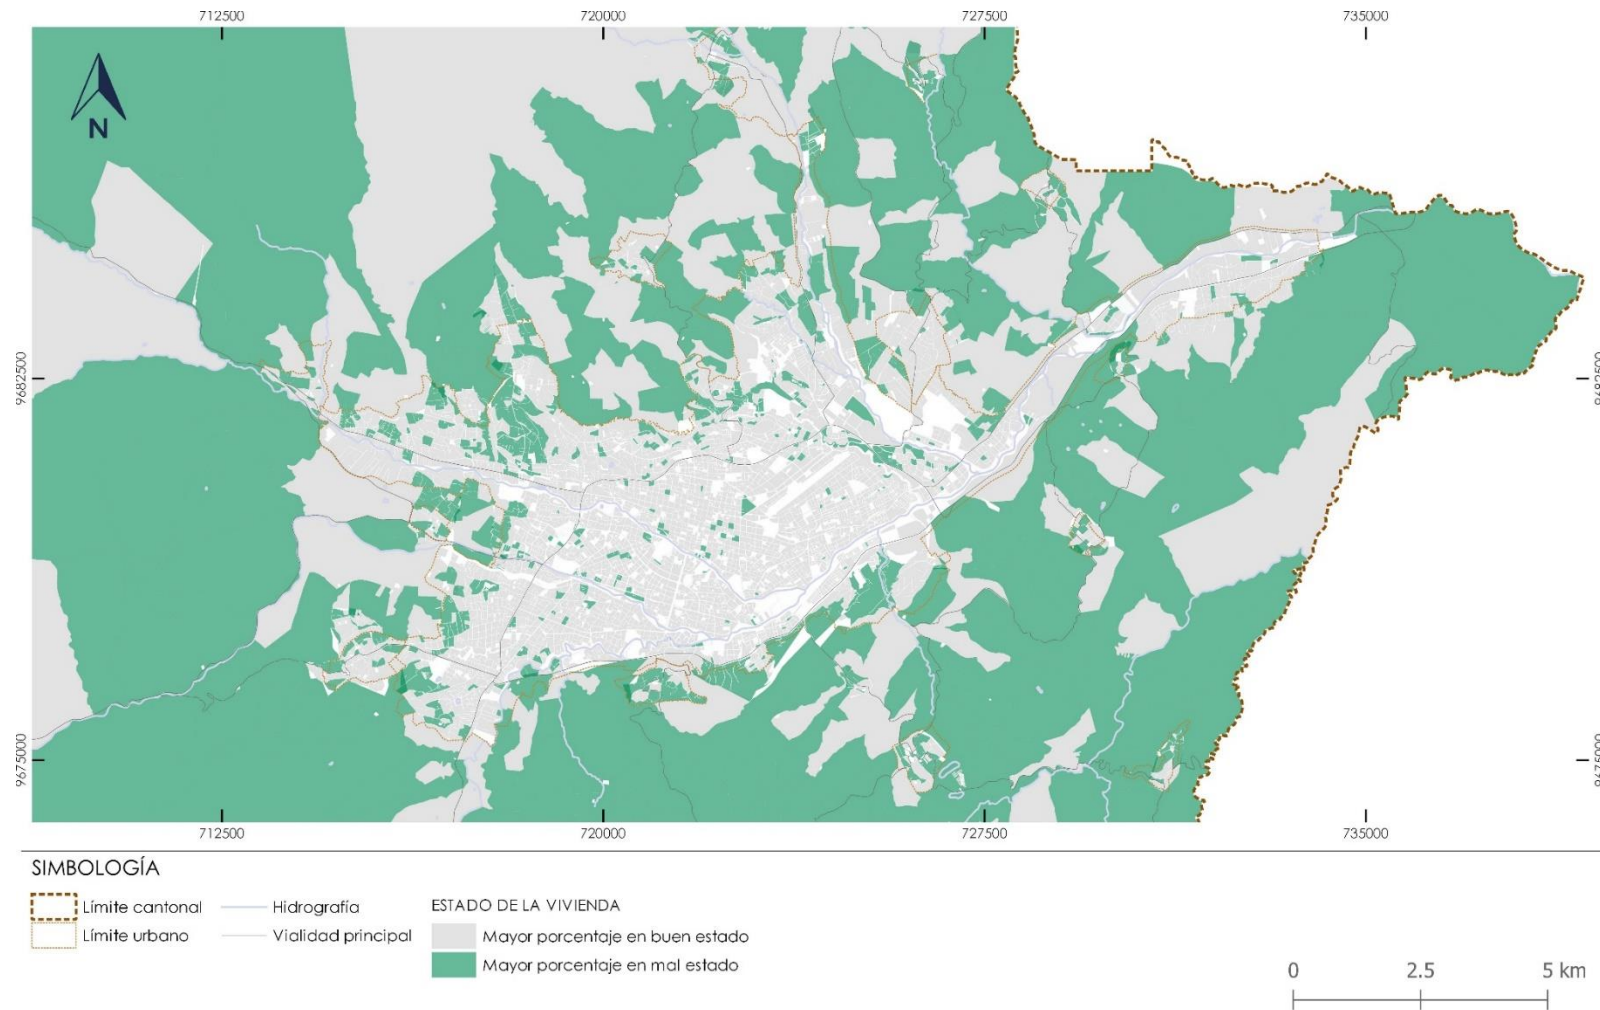 712500
720000
727500
735000
N
9682500
9682500
9675000
9675000
712500
720000
727500
735000
SIMBOLOGÍA
Límite cantonal
Hidrografía
Límite urbano
Vialidad principal
ESTADO DE LA VIVIENDA
Mayor porcentaje en buen estado
Mayor porcentaje en mal estado
0
2.5
5 km